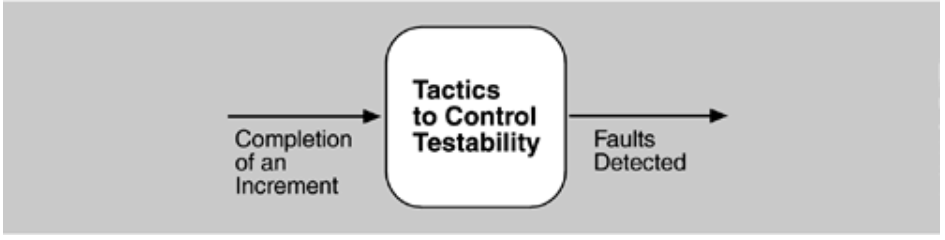 Completion
of an
Increment
Tactics
to Control
Testability
Faults
Detected